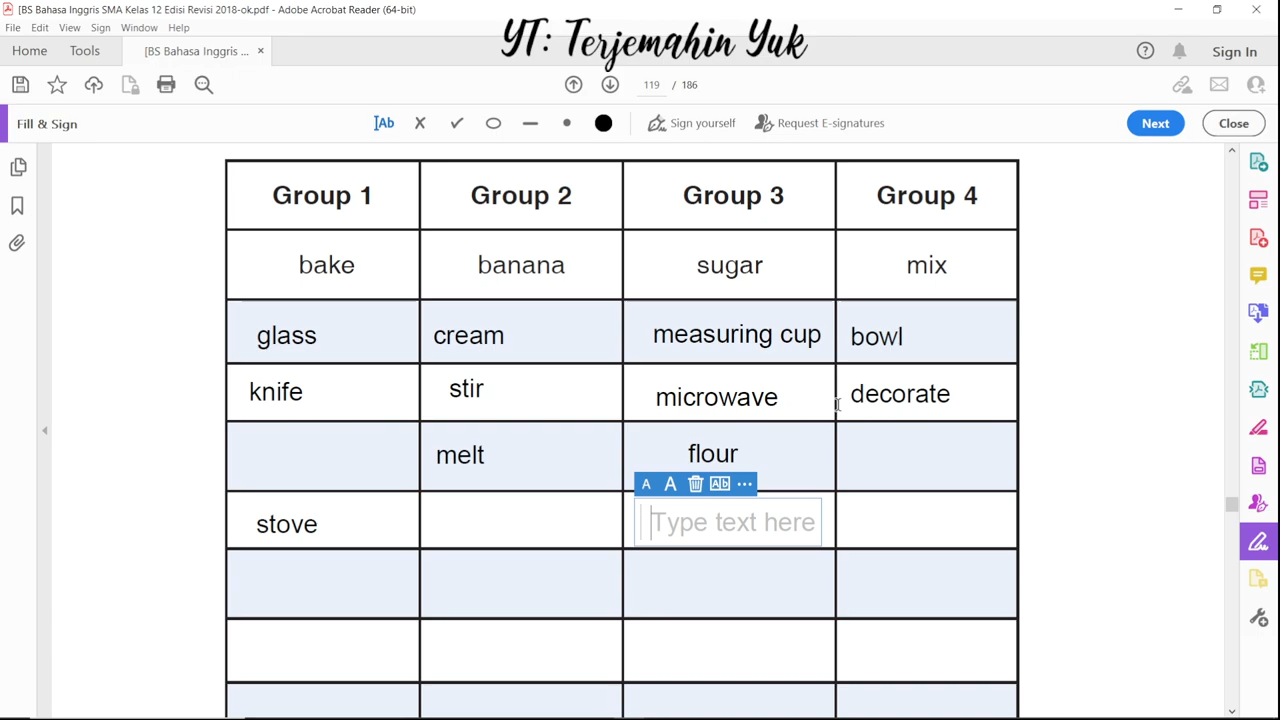 [BS Bahasa Inggris SMA Kelas 12 Edisi Revisi 2018-ok.pdf - Adobe Acrobat Reader (64-bit)
File Edit View Sign Window Help
YT: Terjemahin Yuk
Home Tools [BS Bahasa Inggris ... × Sign In
119 / 186
Fill & Sign Ab Sign yourself Request E-signatures Next Close
Group 1 Group 2 Group 3 Group 4
bake banana sugar mix
glass cream measuring cup bowl
knife stir microwave decorate
melt flour
A A Ab ...
stove Type text here